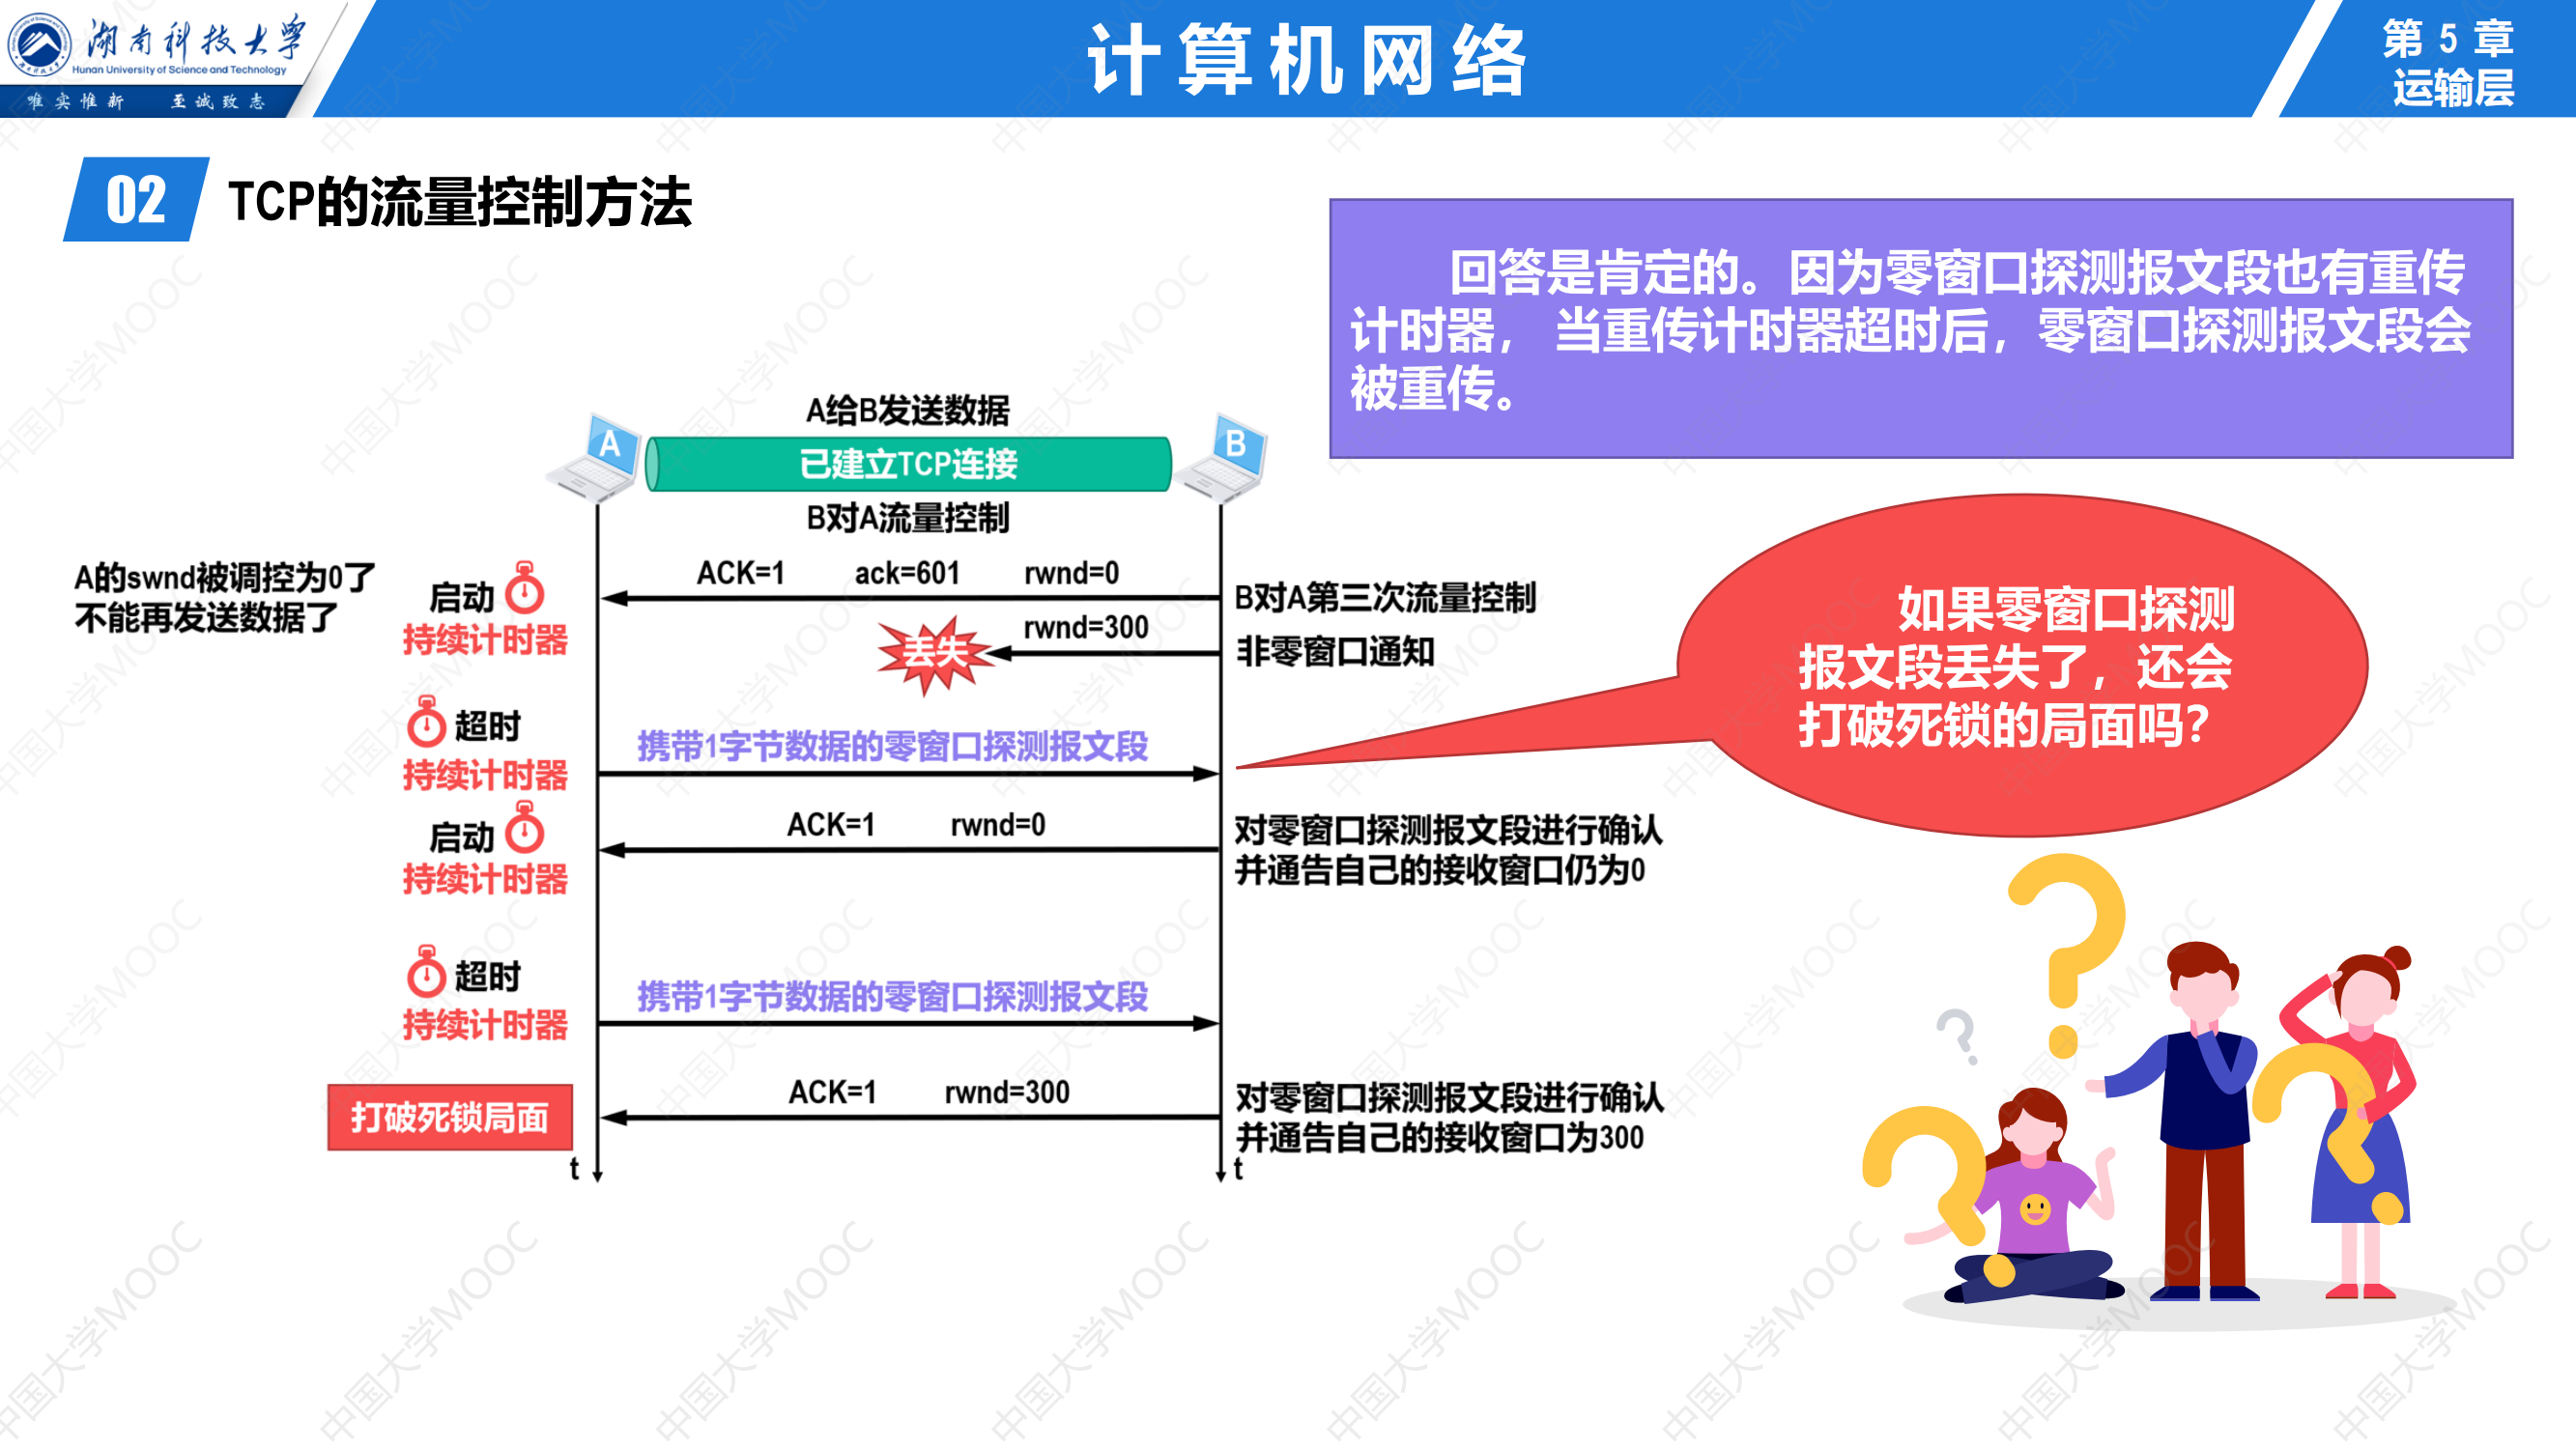 湖南科技大学
Hunan University of Science and Technology
唯实惟新 至诚致志
计算机网络
第 5 章
运输层
02 TCP的流量控制方法
回答是肯定的。因为零窗口探测报文段也有重传
计时器， 当重传计时器超时后，零窗口探测报文段会
被重传。
A给B发送数据
A
已建立TCP连接
B
B对A流量控制
A的swnd被调控为0了
不能再发送数据了
启动
持续计时器
ACK=1 ack=601 rwnd=0
B对A第三次流量控制
丢失
rwnd=300
非零窗口通知
如果零窗口探测
报文段丢失了，还会
打破死锁的局面吗？
超时
持续计时器
携带1字节数据的零窗口探测报文段
启动
持续计时器
ACK=1 rwnd=0
对零窗口探测报文段进行确认
并通告自己的接收窗口仍为0
超时
持续计时器
携带1字节数据的零窗口探测报文段
打破死锁局面
ACK=1 rwnd=300
对零窗口探测报文段进行确认
并通告自己的接收窗口为300
t
t
中国大学MOOC